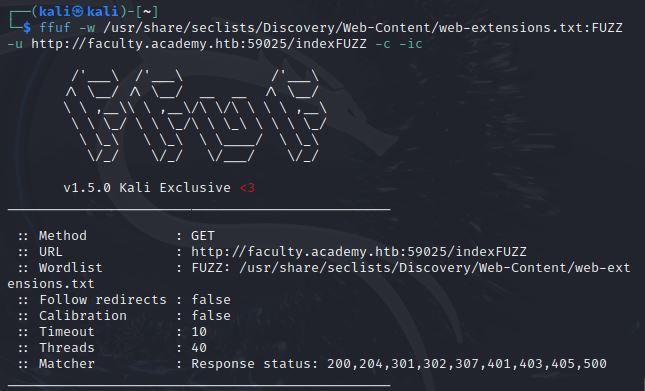 ┌──(kali㉿kali)-[~]
└─$ ffuf -w /usr/share/seclists/Discovery/Web-Content/web-extensions.txt:FUZZ
-u http://faculty.academy.htb:59025/indexFUZZ -c -ic
v1.5.0 Kali Exclusive <3
:: Method : GET
:: URL : http://faculty.academy.htb:59025/indexFUZZ
:: Wordlist : FUZZ: /usr/share/seclists/Discovery/Web-Content/web-ext
ensions.txt
:: Follow redirects : false
:: Calibration : false
:: Timeout : 10
:: Threads : 40
:: Matcher : Response status: 200,204,301,302,307,401,403,405,500